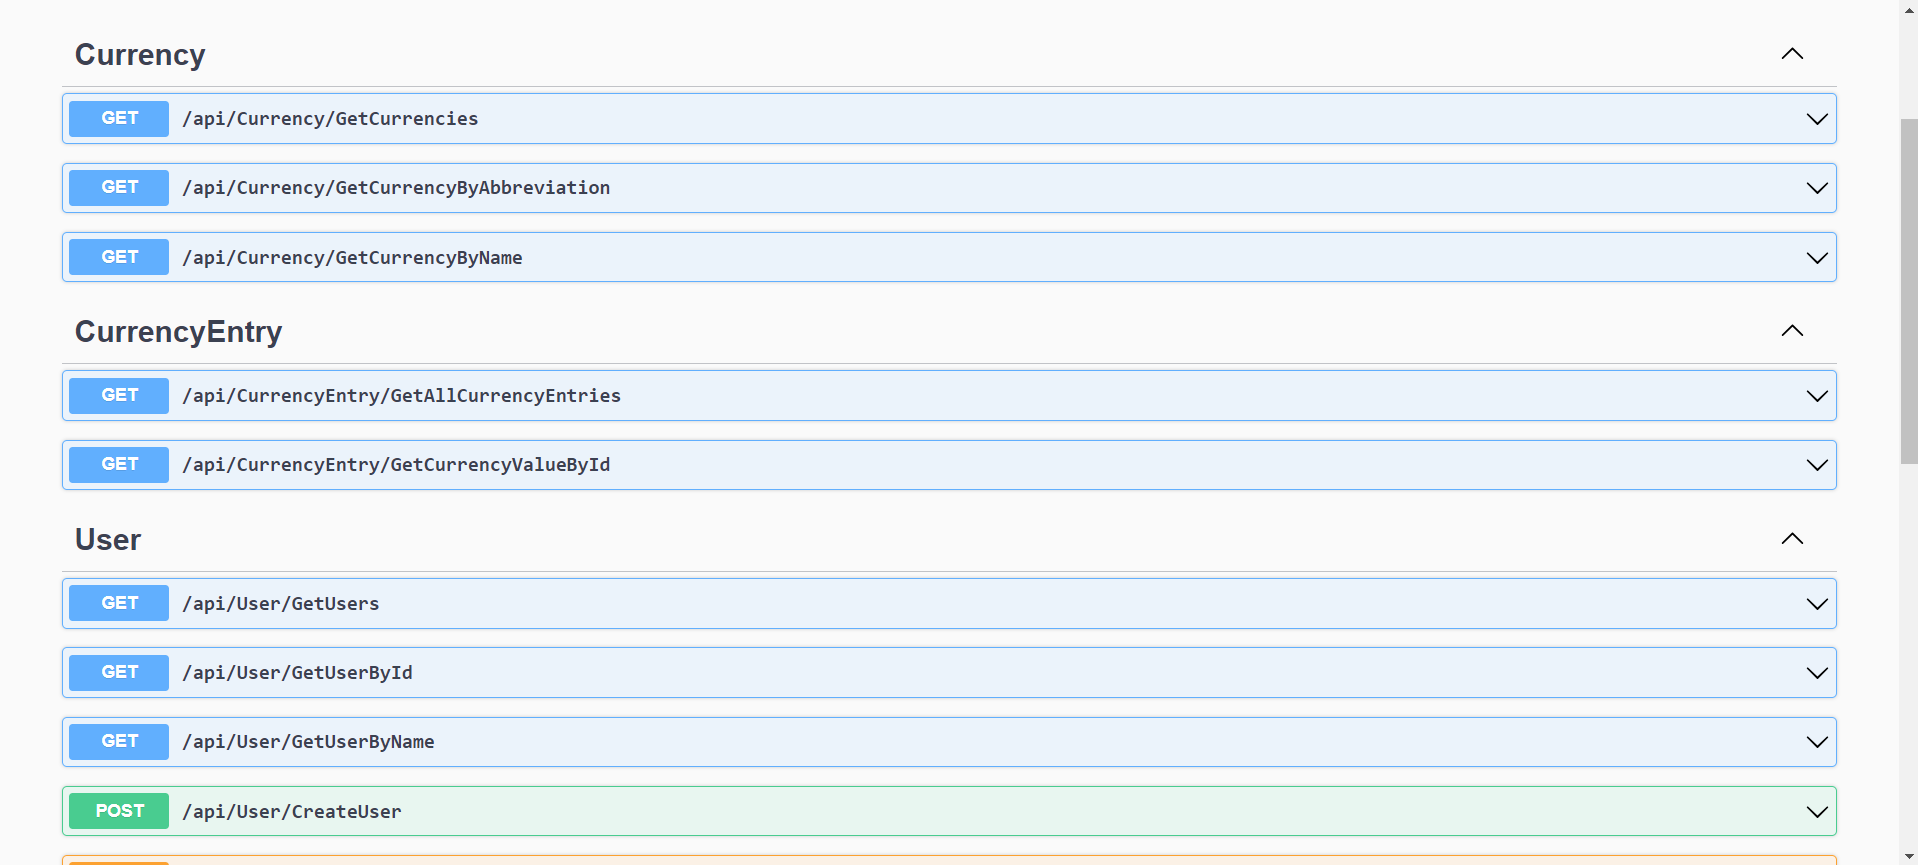 Currency
GET /api/Currency/GetCurrencies
GET /api/Currency/GetCurrencyByAbbreviation
GET /api/Currency/GetCurrencyByName
CurrencyEntry
GET /api/CurrencyEntry/GetAllCurrencyEntries
GET /api/CurrencyEntry/GetCurrencyValueById
User
GET /api/User/GetUsers
GET /api/User/GetUserById
GET /api/User/GetUserByName
POST /api/User/CreateUser